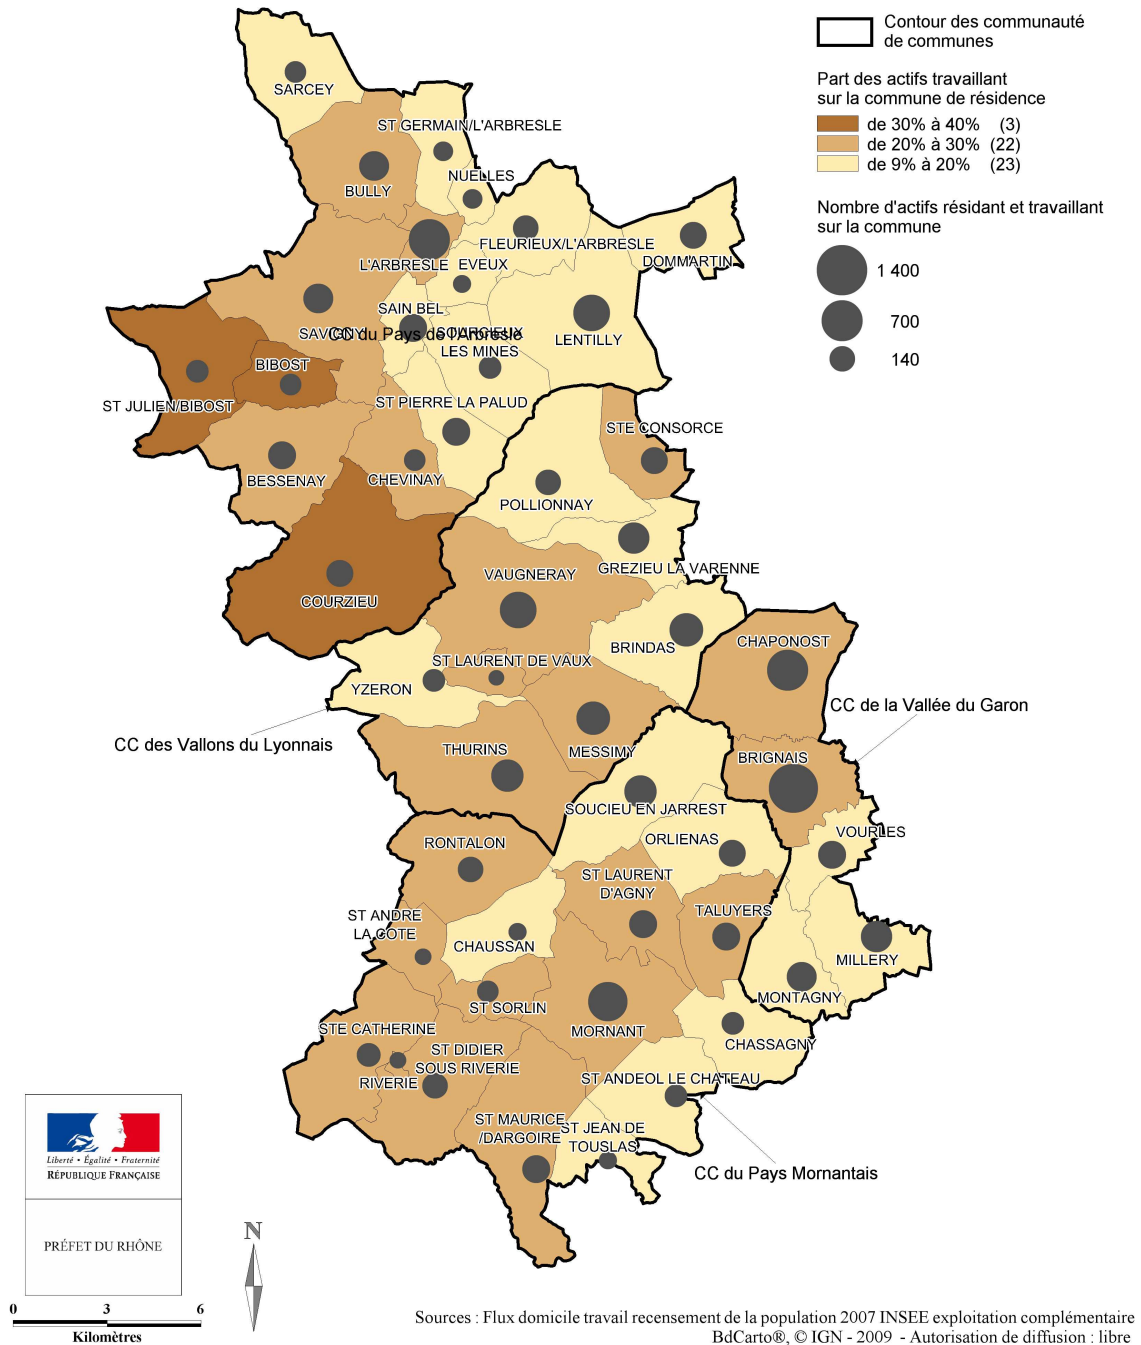 Contour des communauté
de communes
Part des actifs travaillant
sur la commune de résidence
de 30% à 40% (3)
de 20% à 30% (22)
de 9% à 20% (23)
Nombre d'actifs résidant et travaillant
sur la commune
1 400
700
140
SARCEY
ST GERMAIN/L'ARBRESLE
BULLY
NUELLES
FLEURIEUX/L'ARBRESLE
DOMMARTIN
L'ARBRESLE
EVEUX
SAIN BEL
SAVIGNY
CC du Pays de l'Arbresle
SOURCIEUX
LES MINES
LENTILLY
BIBOST
ST JULIEN/BIBOST
ST PIERRE LA PALUD
STE CONSORCE
BESSENAY
CHEVINAY
POLLIONNAY
GREZIEU LA VARENNE
VAUGNERAY
COURZIEU
BRINDAS
CHAPONOST
ST LAURENT DE VAUX
YZERON
CC de la Vallée du Garon
CC des Vallons du Lyonnais
THURINS
MESSIMY
BRIGNAIS
SOUCIEU EN JARREST
ORLIENAS
VOURLES
RONTALON
ST LAURENT
D'AGNY
TALUYERS
ST ANDRE
LA COTE
CHAUSSAN
MILLERY
MONTAGNY
ST SORLIN
MORNANT
CHASSAGNY
STE CATHERINE
ST DIDIER
SOUS RIVERIE
RIVERIE
ST ANDEOL LE CHATEAU
ST MAURICE
/DARGOIRE
ST JEAN DE
TOUSLAS
CC du Pays Mornantais
Liberté • Égalité • Fraternité
RÉPUBLIQUE FRANÇAISE
PRÉFET DU RHÔNE
N
0 3 6
Kilomètres
Sources : Flux domicile travail recensement de la population 2007 INSEE exploitation complémentaire
BdCarto®, © IGN - 2009 - Autorisation de diffusion : libre